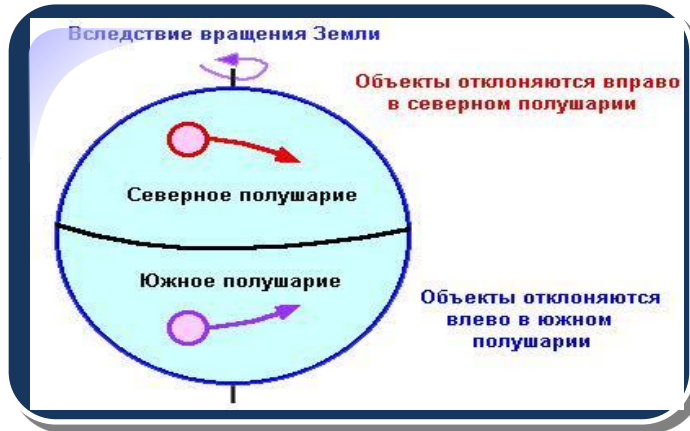 Вследствие вращения Земли
Объекты отклоняются вправо
в северном полушарии
Северное полушарие
Южное полушарие
Объекты отклоняются
влево в южном
полушарии